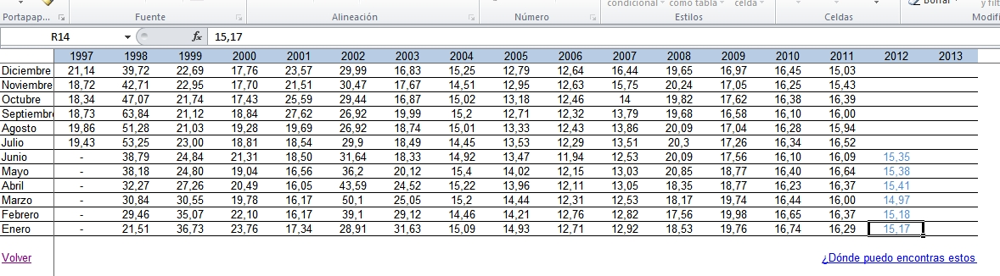 condicional como tabla celda Borrar y filt
Portapap... Fuente Alineación Número Estilos Celdas Modifi
R14 fx 15,17
1997 1998 1999 2000 2001 2002 2003 2004 2005 2006 2007 2008 2009 2010 2011 2012 2013
Diciembre 21,14 39,72 22,69 17,76 23,57 29,99 16,83 15,25 12,79 12,64 16,44 19,65 16,97 16,45 15,03
Noviembre 18,72 42,71 22,95 17,70 21,51 30,47 17,67 14,51 12,95 12,63 15,75 20,24 17,05 16,25 15,43
Octubre 18,34 47,07 21,74 17,43 25,59 29,44 16,87 15,02 13,18 12,46 14 19,82 17,62 16,38 16,39
Septiembre 18,73 63,84 21,12 18,84 27,62 26,92 19,99 15,2 12,71 12,32 13,79 19,68 16,58 16,10 16,00
Agosto 19,86 51,28 21,03 19,28 19,69 26,92 18,74 15,01 13,33 12,43 13,86 20,09 17,04 16,28 15,94
Julio 19,43 53,25 23,00 18,81 18,54 29,9 18,49 14,45 13,53 12,29 13,51 20,3 17,26 16,34 16,52
Junio - 38,79 24,84 21,31 18,50 31,64 18,33 14,92 13,47 11,94 12,53 20,09 17,56 16,10 16,09 15,35
Mayo - 38,18 24,80 19,04 16,56 36,2 20,12 15,4 14,02 12,15 13,03 20,85 18,77 16,40 16,64 15,38
Abril - 32,27 27,26 20,49 16,05 43,59 24,52 15,22 13,96 12,11 13,05 18,35 18,77 16,23 16,37 15,41
Marzo - 30,84 30,55 19,78 16,17 50,1 25,05 15,2 14,44 12,31 12,53 18,17 19,74 16,44 16,00 14,97
Febrero - 29,46 35,07 22,10 16,17 39,1 29,12 14,46 14,21 12,76 12,82 17,56 19,98 16,65 16,37 15,18
Enero - 21,51 36,73 23,76 17,34 28,91 31,63 15,09 14,93 12,71 12,92 18,53 19,76 16,74 16,29 15,17
Volver ¿Dónde puedo encontras estos